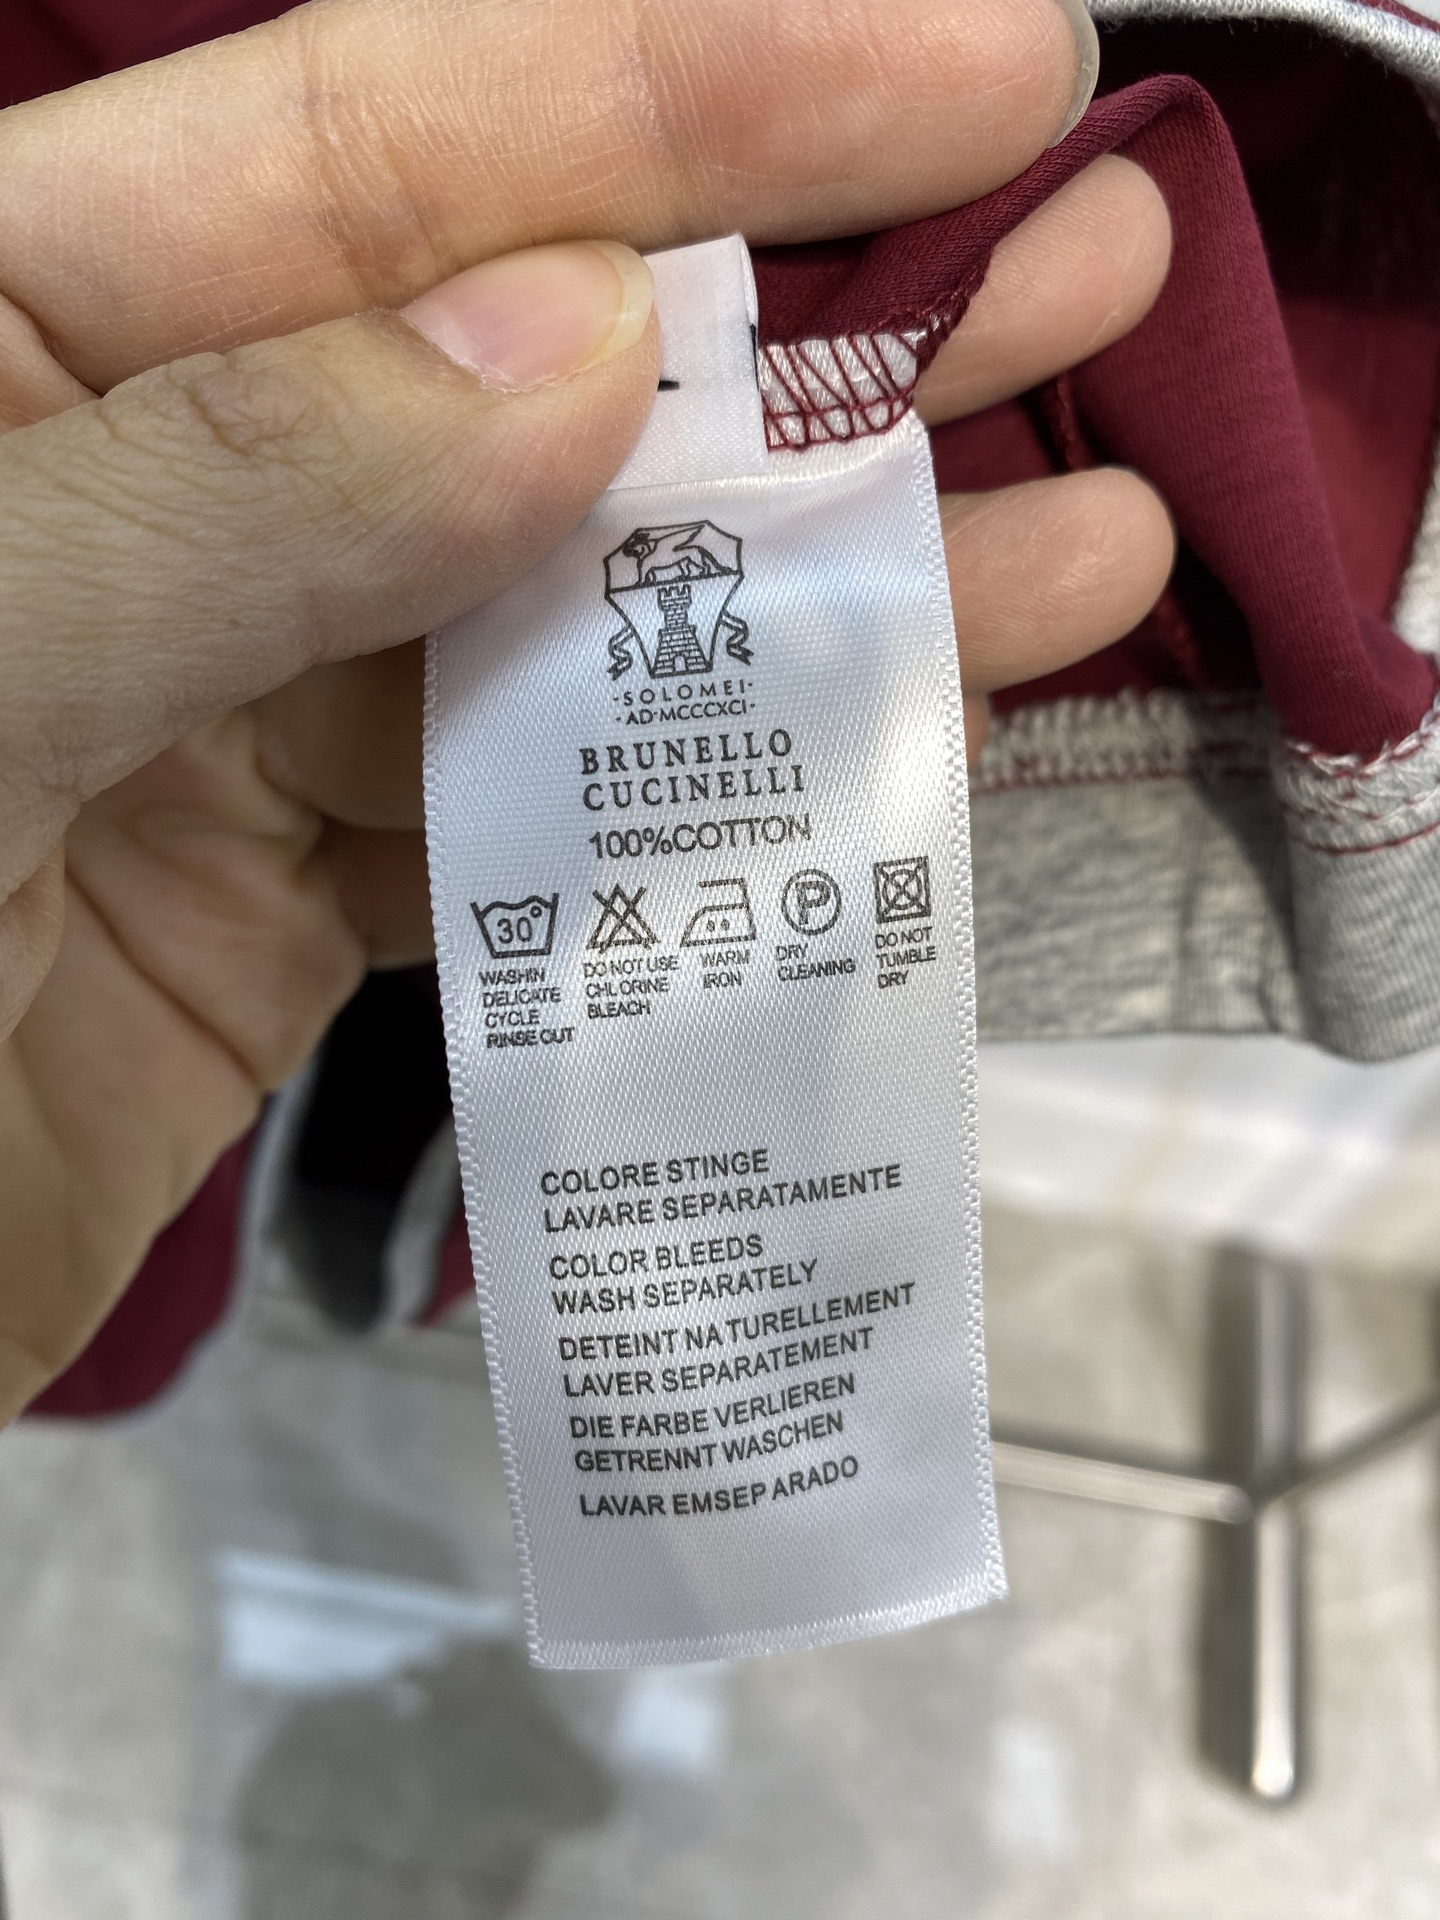 ·SOLOMEI·
·AD·MCCCXCI·
BRUNELLO
CUCINELLI
100%COTTON
30°
P
WASHIN
DELICATE
CYCLE
RINSE CUT
DO NOT USE
CHLORINE
BLEACH
WARM
IRON
DRY
CLEANING
DO NOT
TUMBLE
DRY
COLORE STINGE
LAVARE SEPARATAMENTE
COLOR BLEEDS
WASH SEPARATELY
DETEINT NA TURELLEMENT
LAVER SEPARATEMENT
DIE FARBE VERLIEREN
GETRENNT WASCHEN
LAVAR EMSEP ARADO